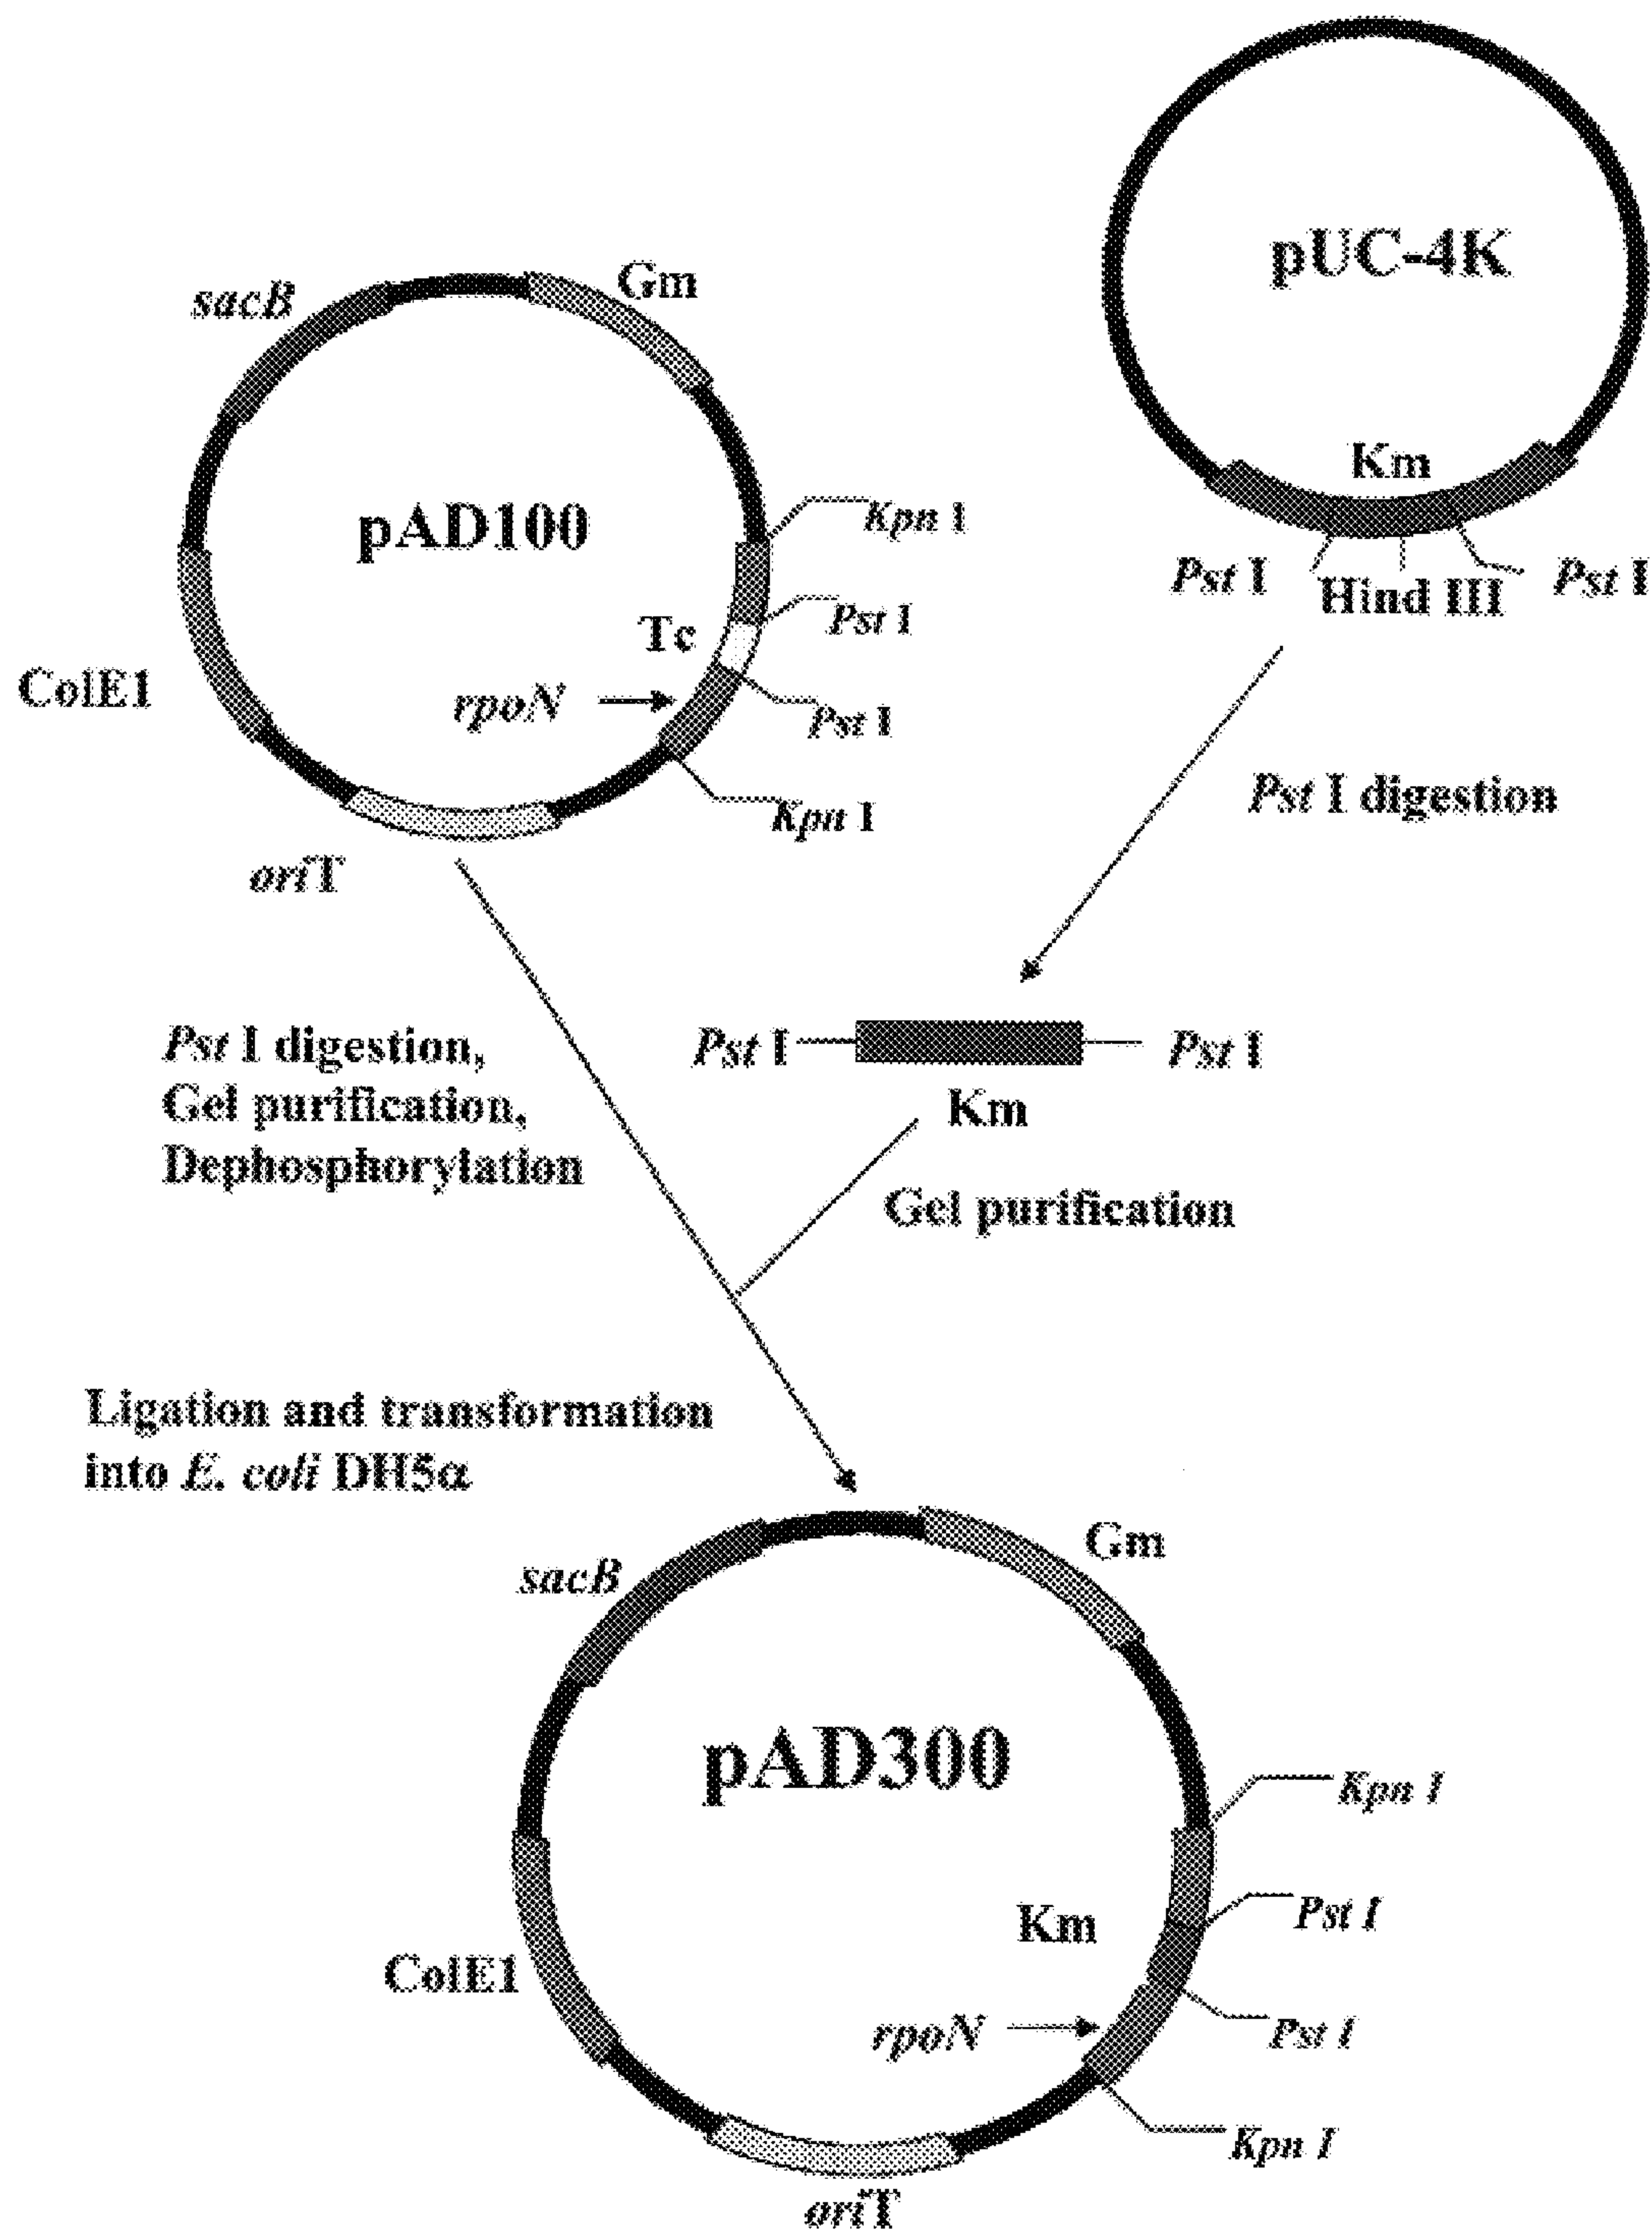 pUC-4K
Km
Pst I
Hind III
Pst I
sacB
Gm
pAD100
Kpn I
Pst I
Tc
rpoN
Pst I
Kpn I
ColE1
oriT
Pst I digestion
Pst I
Pst I
Km
Pst I digestion,
Gel purification,
Dephosphorylation
Gel purification
Ligation and transformation
into E. coli DH5α
sacB
Gm
pAD300
Kpn I
Km
Pst I
ColE1
rpoN
Pst I
Kpn I
oriT